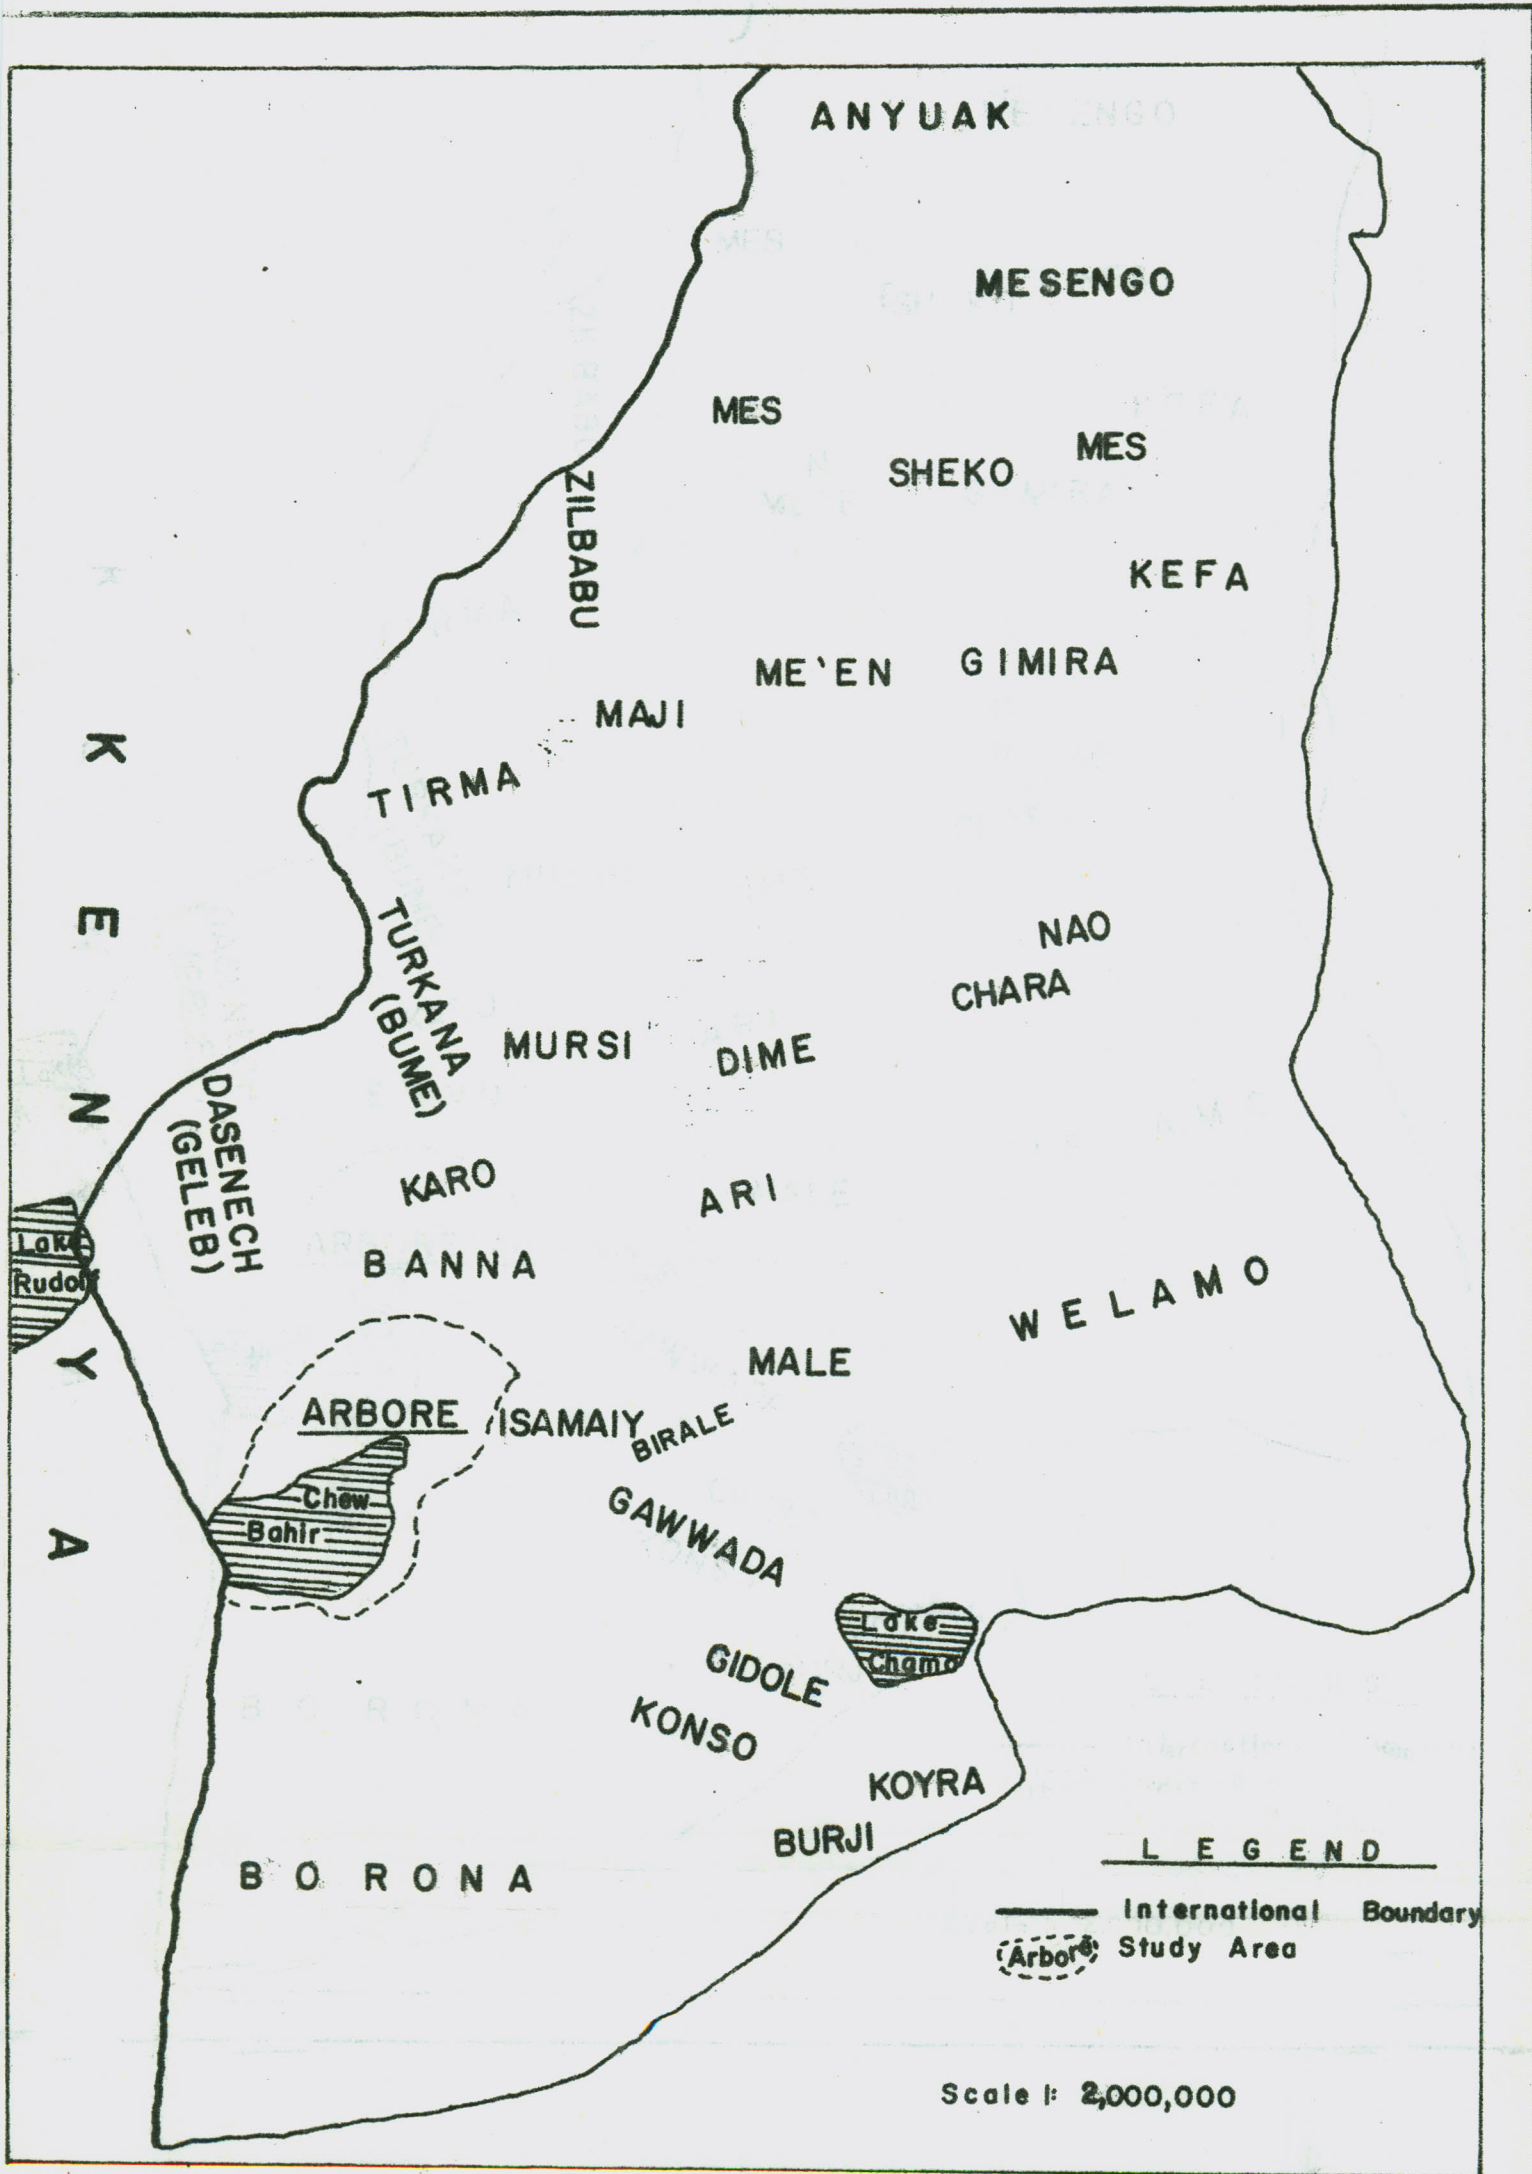 ANYUAK
MESENGO
MES
MES
SHEKO
ZILBABU
KEFA
ME'EN
GIMIRA
MAJI
TIRMA
KENYA
TURKANA
(BUME)
NAO
CHARA
MURSI
DIME
DASENECH
(GELEB)
KARO
ARI
Lake
Rudolf
BANNA
WELAMO
MALE
ARBORE
ISAMAIY
BIRALE
Chew
Bahir
GAWWADA
Lake
Chamo
GIDOLE
KONSO
KOYRA
BURJI
BORONA
LEGEND
International Boundary
Arbore Study Area
Scale 1: 2,000,000